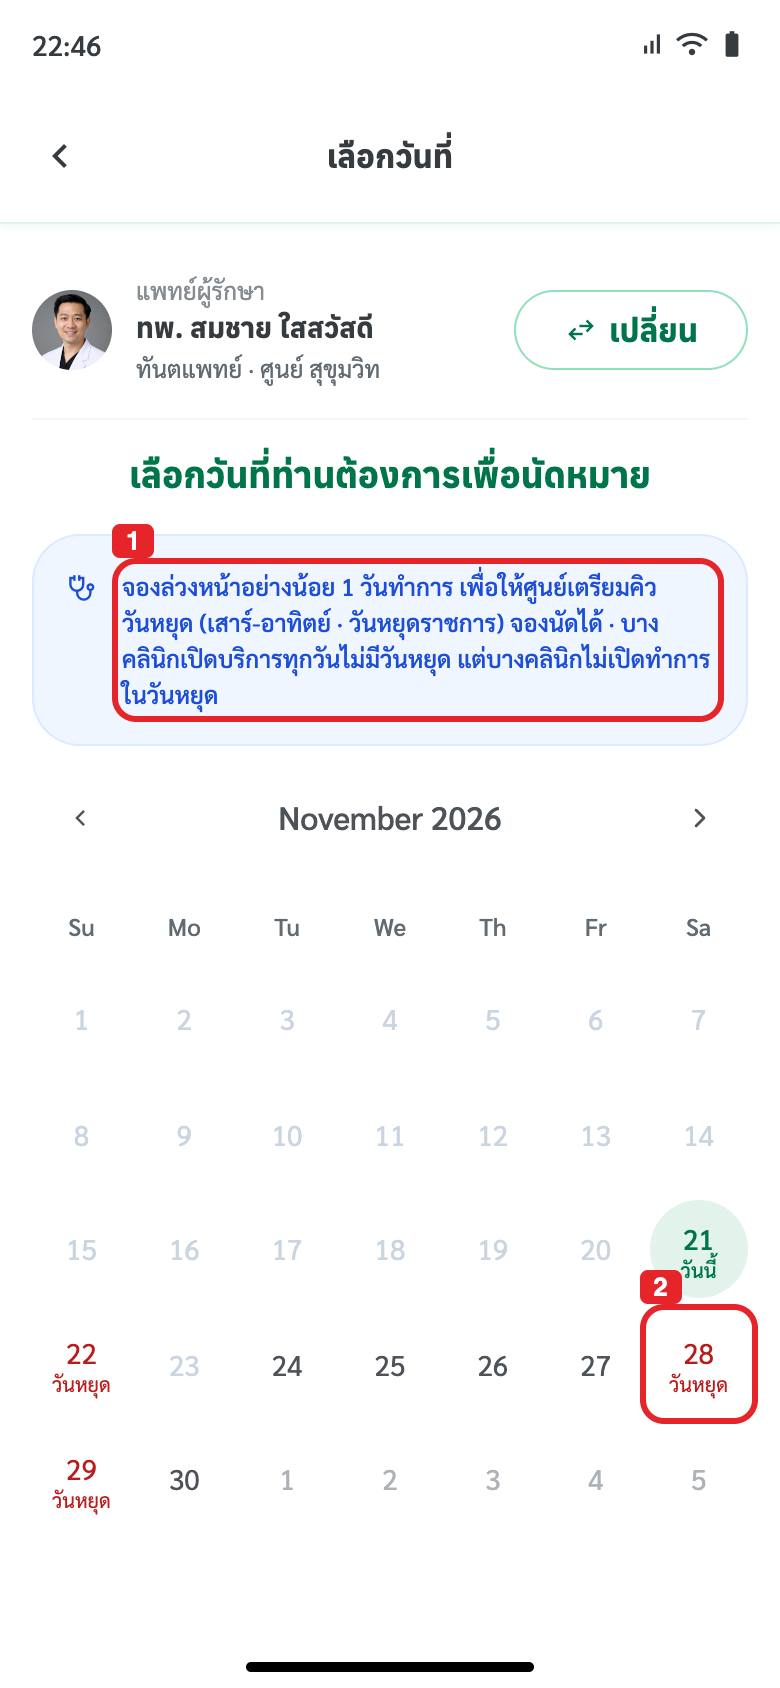 22:46
เลือกวันที่
แพทย์ผู้รักษา
ทพ. สมชาย ใสสวัสดี
ทันตแพทย์ · ศูนย์ สุขุมวิท
เปลี่ยน
เลือกวันที่ท่านต้องการเพื่อนัดหมาย
1
จองล่วงหน้าอย่างน้อย 1 วันทำการ เพื่อให้ศูนย์เตรียมคิว
วันหยุด (เสาร์-อาทิตย์ · วันหยุดราชการ) จองนัดได้ · บาง
คลินิกเปิดบริการทุกวันไม่มีวันหยุด แต่บางคลินิกไม่เปิดทำการ
ในวันหยุด
November 2026
Su Mo Tu We Th Fr Sa
1 2 3 4 5 6 7
8 9 10 11 12 13 14
15 16 17 18 19 20 21
วันนี้
2
22 23 24 25 26 27 28
วันหยุด วันหยุด
29 30 1 2 3 4 5
วันหยุด